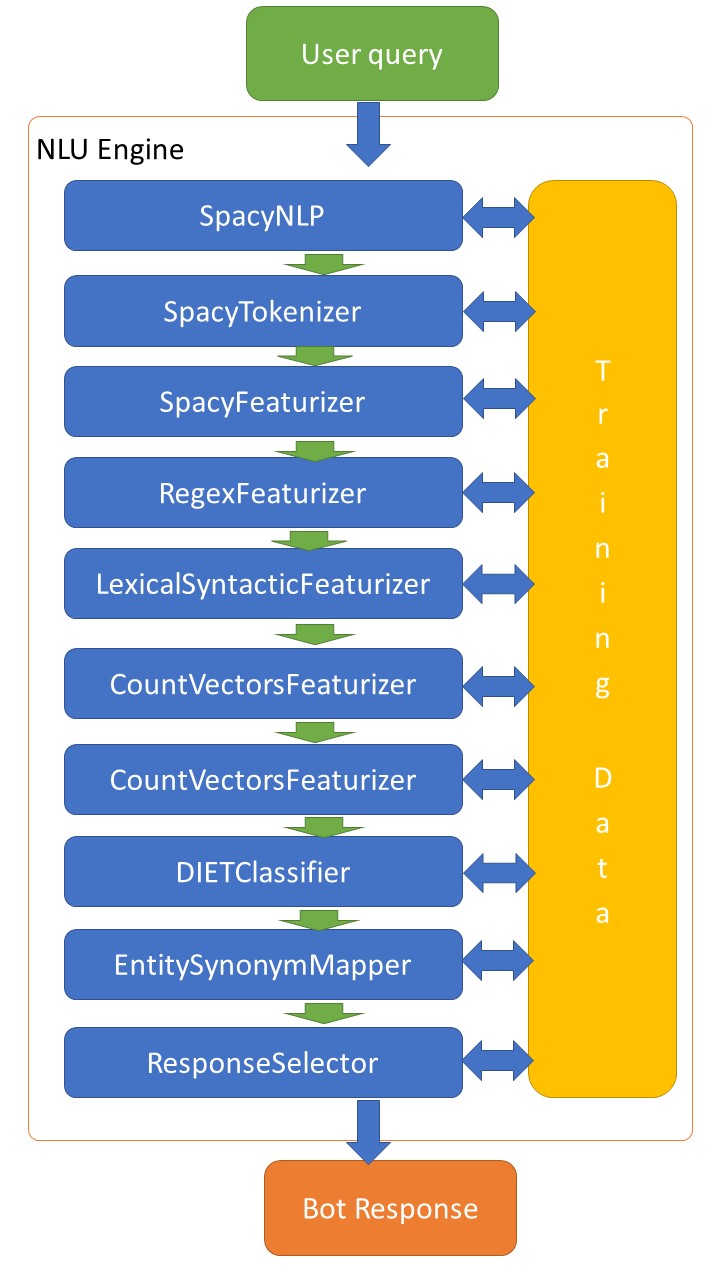 User query
NLU Engine
SpacyNLP
SpacyTokenizer
SpacyFeaturizer
RegexFeaturizer
LexicalSyntacticFeaturizer
CountVectorsFeaturizer
CountVectorsFeaturizer
DIETClassifier
EntitySynonymMapper
ResponseSelector
Training Data
Bot Response